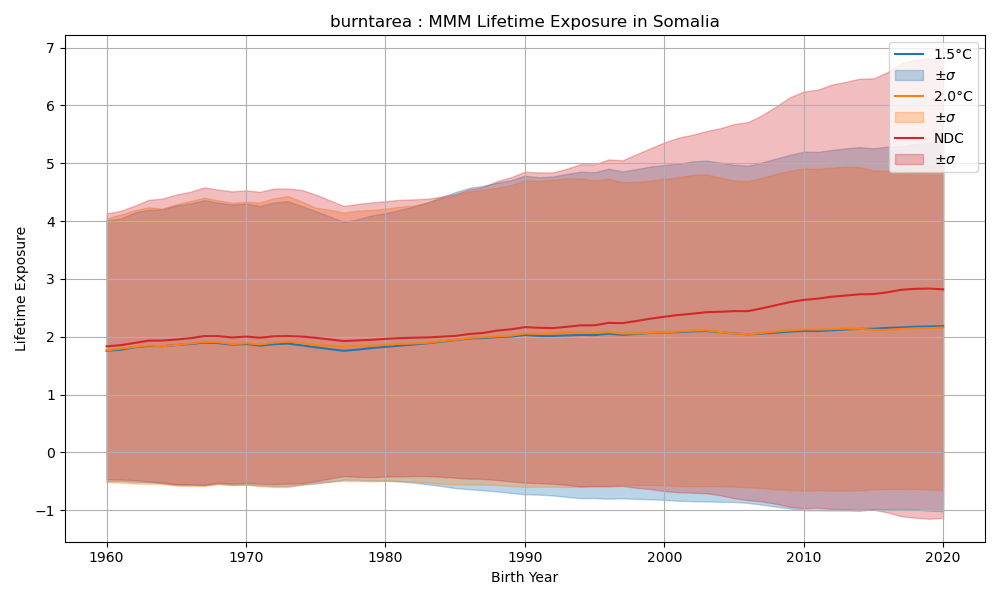 burntarea : MMM Lifetime Exposure in Somalia
7
6
5
4
3
2
1
0
−1
Lifetime Exposure
1960
1970
1980
1990
2000
2010
2020
Birth Year
1.5°C
±σ
2.0°C
±σ
NDC
±σ